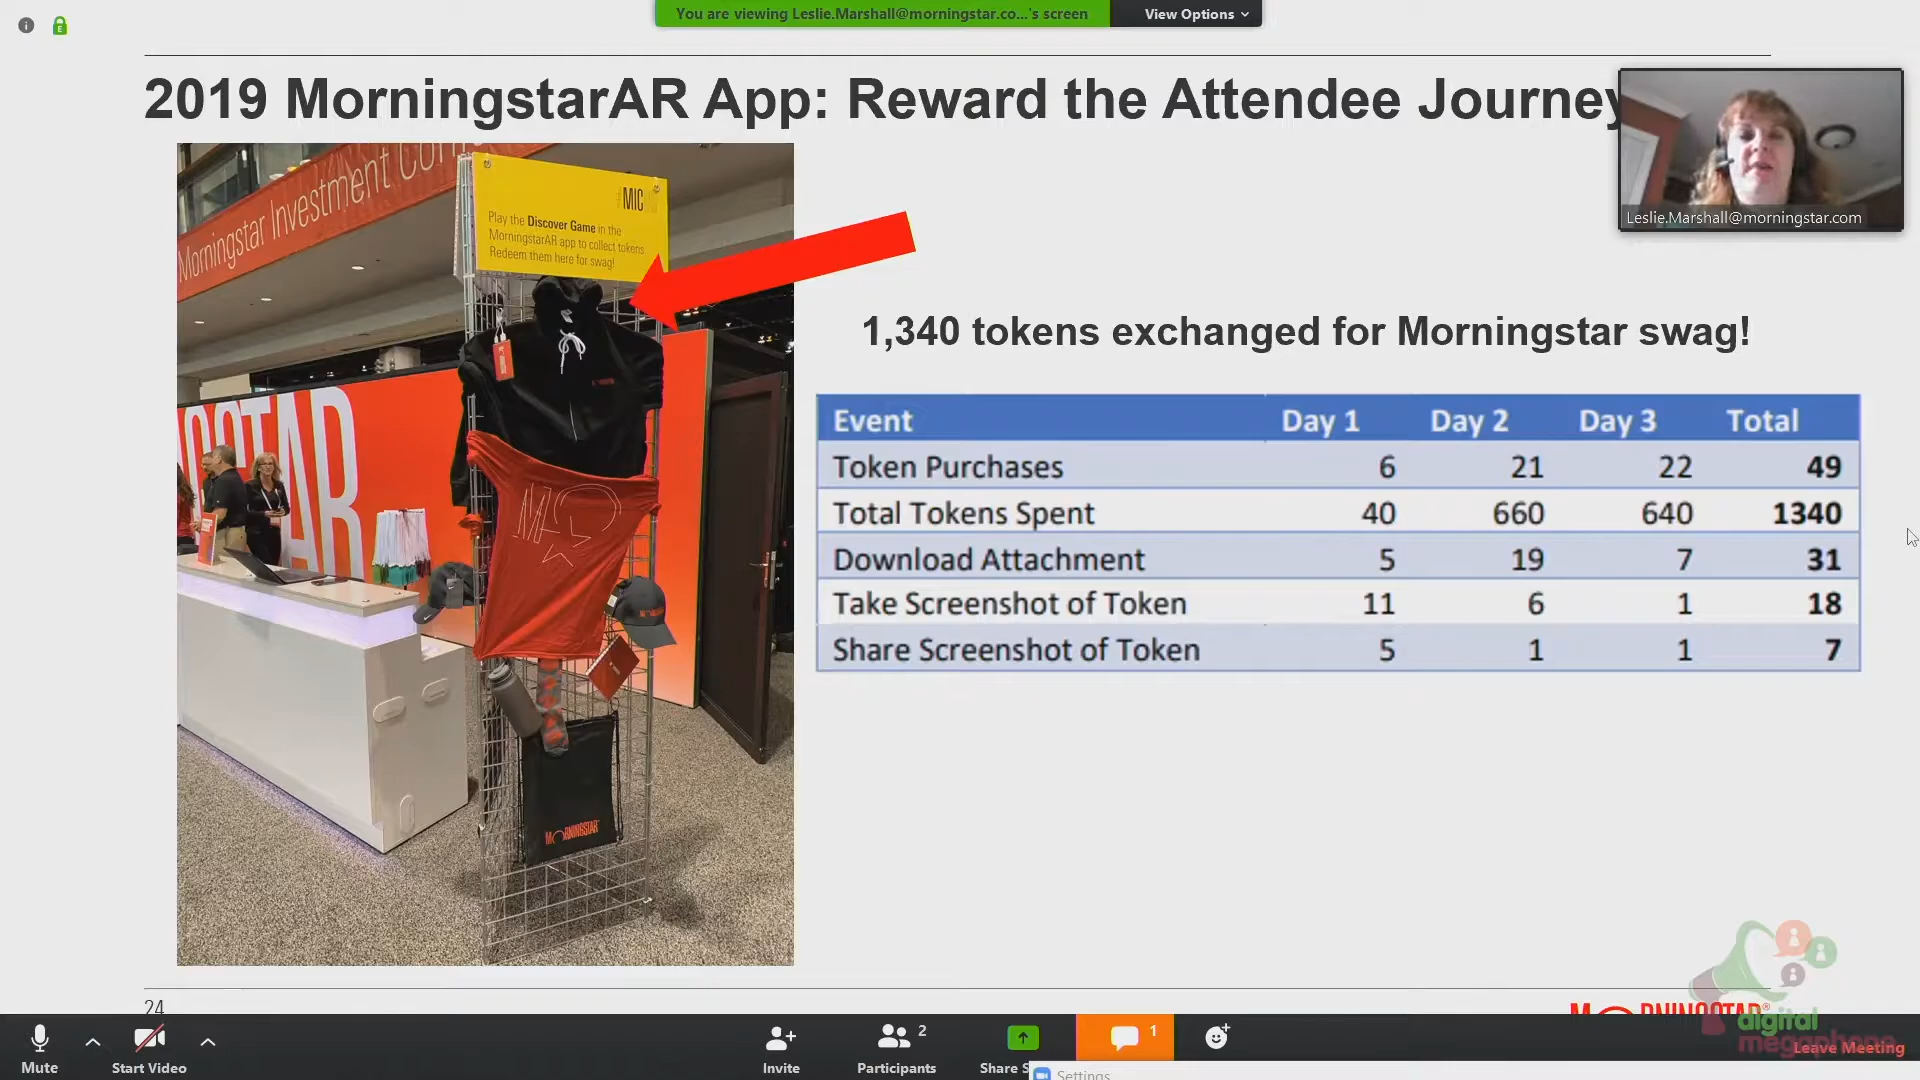 You are viewing Leslie.Marshall@morningstar.co...'s screen
View Options
2019 MorningstarAR App: Reward the Attendee Journey
Leslie.Marshall@morningstar.com
Morningstar Investment
#MIC
Play the Discover Game in the
MorningstarAR app to collect tokens.
Redeem them here for swag!
1,340 tokens exchanged for Morningstar swag!
Event Day 1 Day 2 Day 3 Total
Token Purchases 6 21 22 49
Total Tokens Spent 40 660 640 1340
Download Attachment 5 19 7 31
Take Screenshot of Token 11 6 1 18
Share Screenshot of Token 5 1 1 7
MORNINGSTAR
24
MORNINGSTAR®
digital
megaphone
Mute
Start Video
Invite
Participants 2
Share S
1
Leave Meeting
Settings